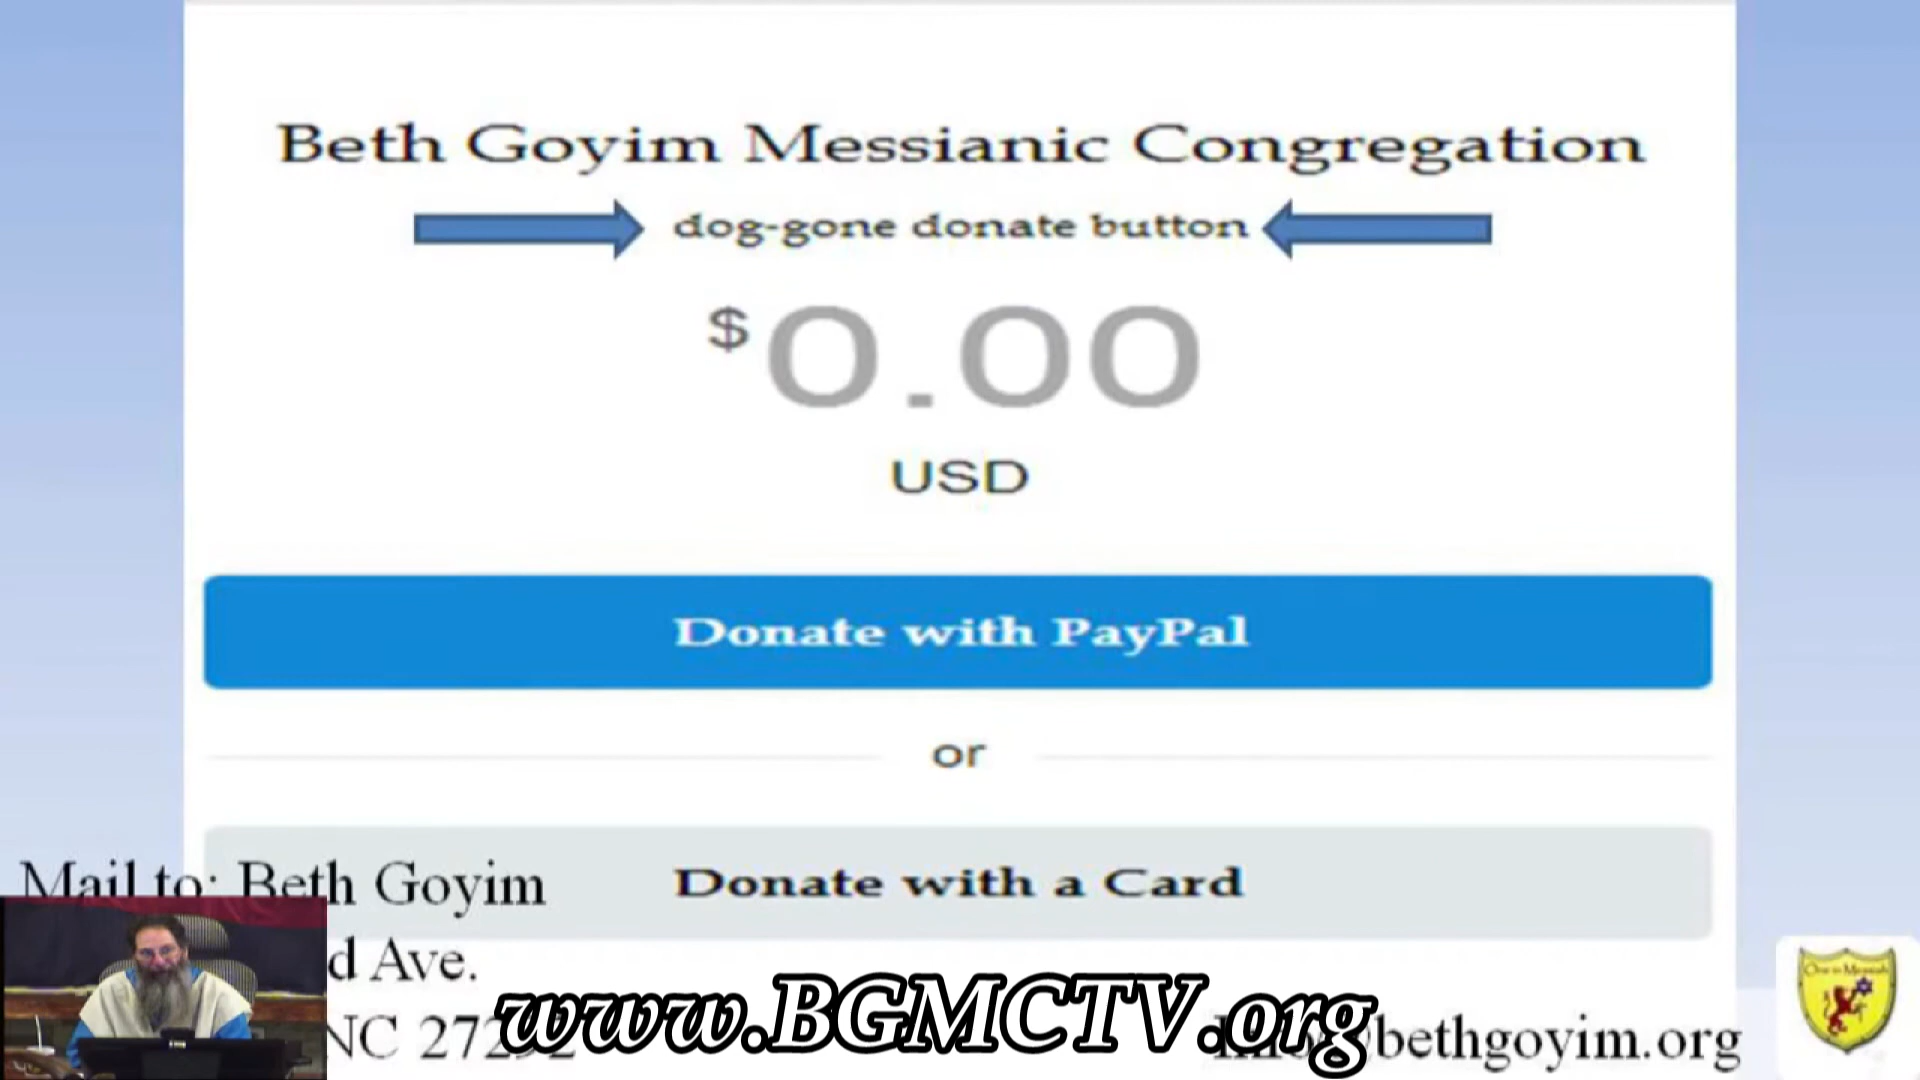 Beth Goyim Messianic Congregation
dog-gone donate button
$0.00
USD
Donate with PayPal
or
Donate with a Card
Mail to: Beth Goyim
d Ave.
NC
www.BGMCTV.org
bethgoyim.org